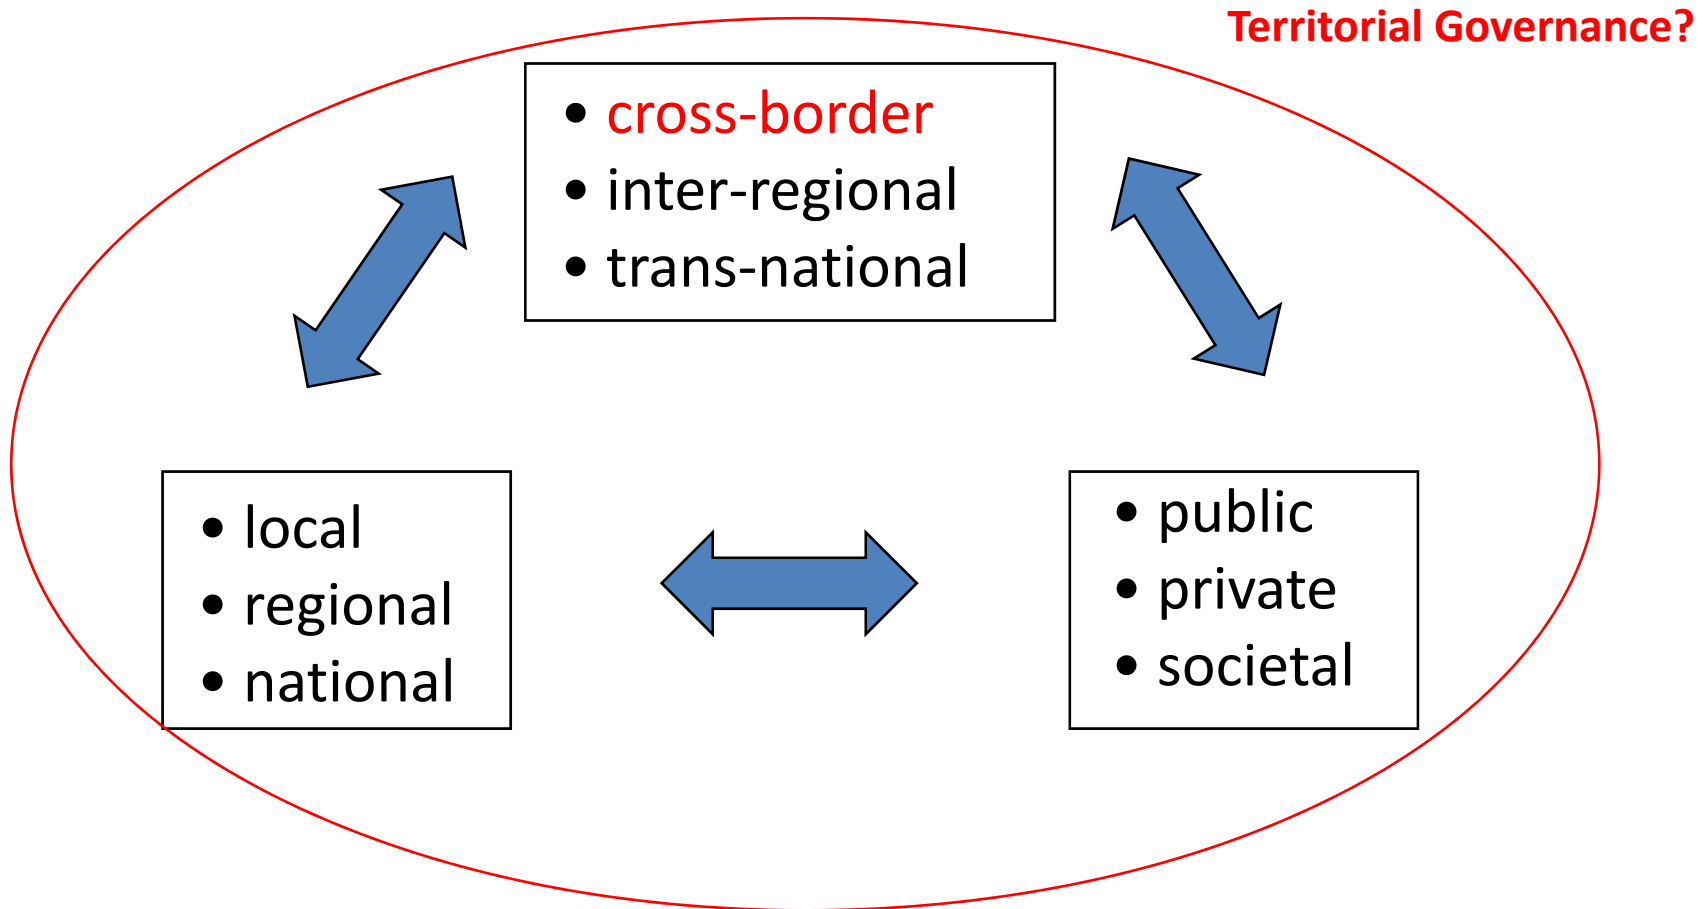 Territorial Governance?
• cross-border
• inter-regional
• trans-national
• local
• regional
• national
• public
• private
• societal